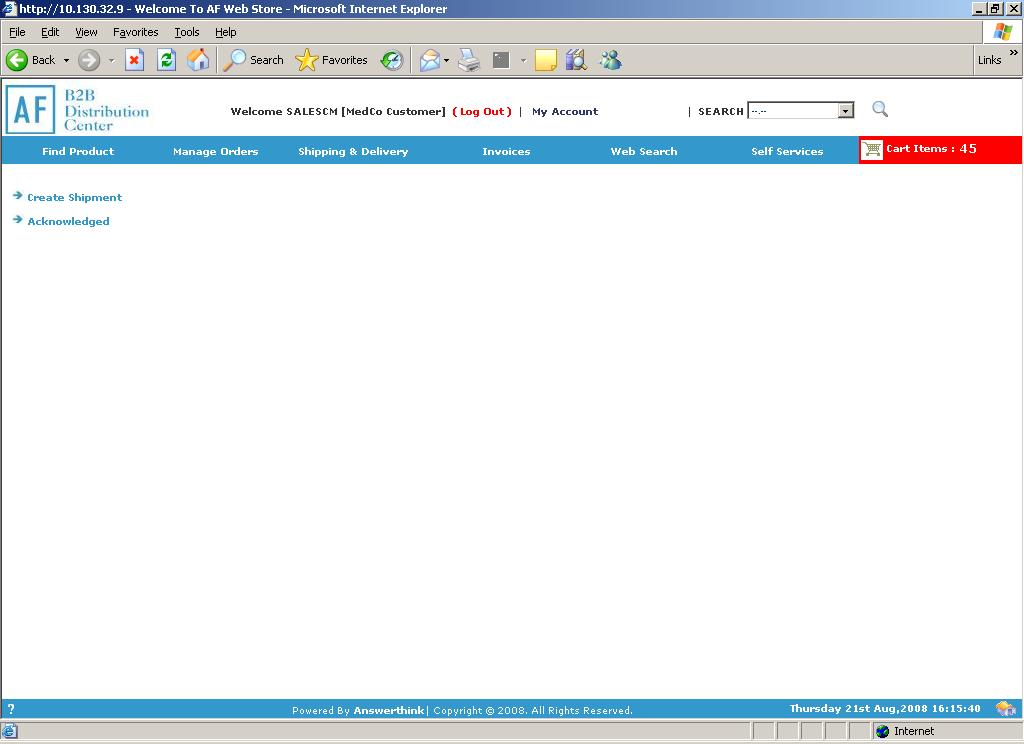 http://10.130.32.9 - Welcome To AF Web Store - Microsoft Internet Explorer
File Edit View Favorites Tools Help
Back Search Favorites Links »
AF B2B Distribution Center
Welcome SALESCM [MedCo Customer] ( Log Out ) | My Account | SEARCH --.--
Find Product Manage Orders Shipping & Delivery Invoices Web Search Self Services Cart Items : 45
Create Shipment
Acknowledged
? Powered By Answerthink | Copyright © 2008. All Rights Reserved. Thursday 21st Aug,2008 16:15:40
Internet